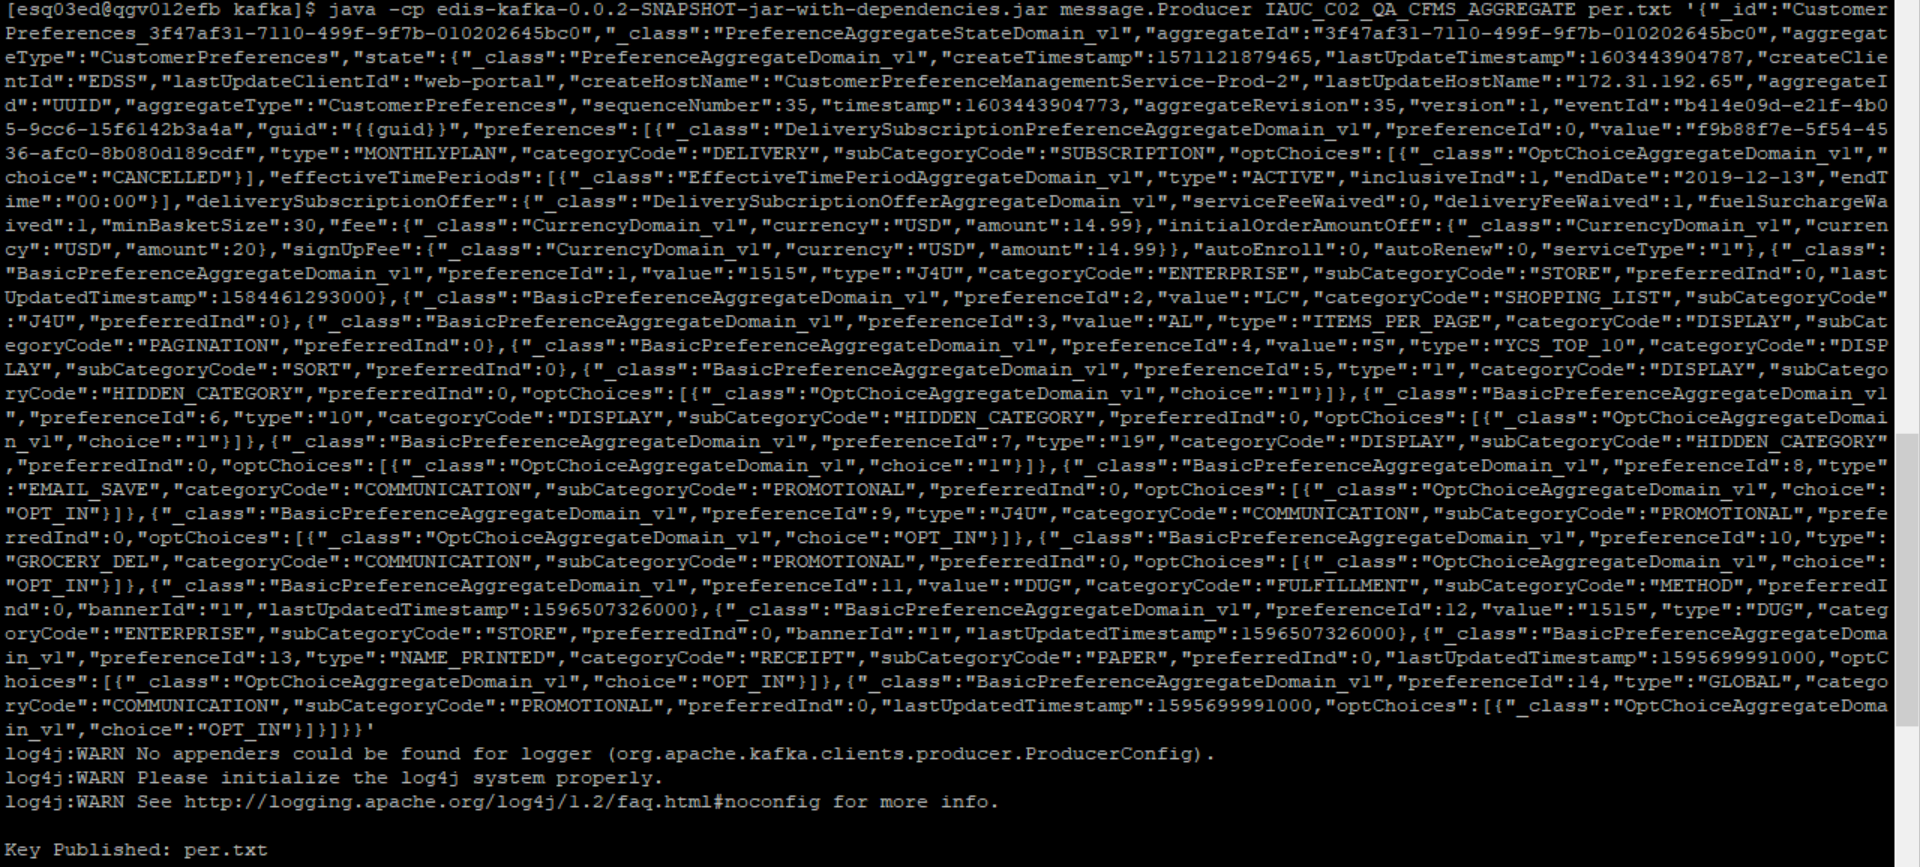 [esq03ed@qgv012efb kafka]$ java -cp edis-kafka-0.0.2-SNAPSHOT-jar-with-dependencies.jar message.Producer IAUC_C02_QA_CFMS_AGGREGATE per.txt '{"_id":"Customer
Preferences_3f47af31-7110-499f-9f7b-010202645bc0","_class":"PreferenceAggregateStateDomain_v1","aggregateId":"3f47af31-7110-499f-9f7b-010202645bc0","aggregat
eType":"CustomerPreferences","state":{"_class":"PreferenceAggregateDomain_v1","createTimestamp":1571121879465,"lastUpdateTimestamp":1603443904787,"createClie
ntId":"EDSS","lastUpdateClientId":"web-portal","createHostName":"CustomerPreferenceManagementService-Prod-2","lastUpdateHostName":"172.31.192.65","aggregateI
d":"UUID","aggregateType":"CustomerPreferences","sequenceNumber":35,"timestamp":1603443904773,"aggregateRevision":35,"version":1,"eventId":"b414e09d-e21f-4b0
5-9cc6-15f6142b3a4a","guid":"{{guid}}","preferences":[{"_class":"DeliverySubscriptionPreferenceAggregateDomain_v1","preferenceId":0,"value":"f9b88f7e-5f54-45
36-afc0-8b080d189cdf","type":"MONTHLYPLAN","categoryCode":"DELIVERY","subCategoryCode":"SUBSCRIPTION","optChoices":[{"_class":"OptChoiceAggregateDomain_v1","
choice":"CANCELLED"}],"effectiveTimePeriods":[{"_class":"EffectiveTimePeriodAggregateDomain_v1","type":"ACTIVE","inclusiveInd":1,"endDate":"2019-12-13","endT
ime":"00:00"}],"deliverySubscriptionOffer":{"_class":"DeliverySubcriptionOfferAggregateDomain_v1","serviceFeeWaived":0,"deliveryFeeWaived":1,"fuelSurchargeWa
ived":1,"minBasketSize":30,"fee":{"_class":"CurrencyDomain_v1","currency":"USD","amount":14.99},"initialOrderAmountOff":{"_class":"CurrencyDomain_v1","curren
cy":"USD","amount":20},"signUpFee":{"_class":"CurrencyDomain_v1","currency":"USD","amount":14.99}},"autoEnroll":0,"autoRenew":0,"serviceType":"1"},{"_class":
"BasicPreferenceAggregateDomain_v1","preferenceId":1,"value":"1515","type":"J4U","categoryCode":"ENTERPRISE","subCategoryCode":"STORE","preferredInd":0,"last
UpdatedTimestamp":1584461293000},{"_class":"BasicPreferenceAggregateDomain_v1","preferenceId":2,"value":"LC","categoryCode":"SHOPPING_LIST","subCategoryCode"
:"J4U","preferredInd":0},{"_class":"BasicPreferenceAggregateDomain_v1","preferenceId":3,"value":"AL","type":"ITEMS_PER_PAGE","categoryCode":"DISPLAY","subCat
egoryCode":"PAGINATION","preferredInd":0},{"_class":"BasicPreferenceAggregateDomain_v1","preferenceId":4,"value":"S","type":"YCS_TOP_10","categoryCode":"DISP
LAY","subCategoryCode":"SORT","preferredInd":0},{"_class":"BasicPreferenceAggregateDomain_v1","preferenceId":5,"type":"1","categoryCode":"DISPLAY","subCatego
ryCode":"HIDDEN_CATEGORY","preferredInd":0,"optChoices":[{"_class":"OptChoiceAggregateDomain_v1","choice":"1"}]},{"_class":"BasicPreferenceAggregateDomain_v1
","preferenceId":6,"type":"10","categoryCode":"DISPLAY","subCategoryCode":"HIDDEN_CATEGORY","preferredInd":0,"optChoices":[{"_class":"OptChoiceAggregateDomai
n_v1","choice":"1"}]},{"_class":"BasicPreferenceAggregateDomain_v1","preferenceId":7,"type":"19","categoryCode":"DISPLAY","subCategoryCode":"HIDDEN_CATEGORY"
,"preferredInd":0,"optChoices":[{"_class":"OptChoiceAggregateDomain_v1","choice":"1"}]},{"_class":"BasicPreferenceAggregateDomain_v1","preferenceId":8,"type"
:"EMAIL_SAVE","categoryCode":"COMMUNICATION","subCategoryCode":"PROMOTIONAL","preferredInd":0,"optChoices":[{"_class":"OptChoiceAggregateDomain_v1","choice":
"OPT_IN"}]},{"_class":"BasicPreferenceAggregateDomain_v1","preferenceId":9,"type":"J4U","categoryCode":"COMMUNICATION","subCategoryCode":"PROMOTIONAL","prefe
rredInd":0,"optChoices":[{"_class":"OptChoiceAggregateDomain_v1","choice":"OPT_IN"}]},{"_class":"BasicPreferenceAggregateDomain_v1","preferenceId":10,"type":
"GROCERY_DEL","categoryCode":"COMMUNICATION","subCategoryCode":"PROMOTIONAL","preferredInd":0,"optChoices":[{"_class":"OptChoiceAggregateDomain_v1","choice":
"OPT_IN"}]},{"_class":"BasicPreferenceAggregateDomain_v1","preferenceId":11,"value":"DUG","categoryCode":"FULFILLMENT","subCategoryCode":"METHOD","preferredI
nd":0,"bannerId":"1","lastUpdatedTimestamp":1596507326000},{"_class":"BasicPreferenceAggregateDomain_v1","preferenceId":12,"value":"1515","type":"DUG","categ
oryCode":"ENTERPRISE","subCategoryCode":"STORE","preferredInd":0,"bannerId":"1","lastUpdatedTimestamp":1596507326000},{"_class":"BasicPreferenceAggregateDoma
in_v1","preferenceId":13,"type":"NAME_PRINTED","categoryCode":"RECEIPT","subCategoryCode":"PAPER","preferredInd":0,"lastUpdatedTimestamp":1595699991000,"optC
hoices":[{"_class":"OptChoiceAggregateDomain_v1","choice":"OPT_IN"}]},{"_class":"BasicPreferenceAggregateDomain_v1","preferenceId":14,"type":"GLOBAL","catego
ryCode":"COMMUNICATION","subCategoryCode":"PROMOTIONAL","preferredInd":0,"lastUpdatedTimestamp":1595699991000,"optChoices":[{"_class":"OptChoiceAggregateDoma
in_v1","choice":"OPT_IN"}]}]}}'
log4j:WARN No appenders could be found for logger (org.apache.kafka.clients.producer.ProducerConfig).
log4j:WARN Please initialize the log4j system properly.
log4j:WARN See http://logging.apache.org/log4j/1.2/faq.html#noconfig for more info.
Key Published: per.txt